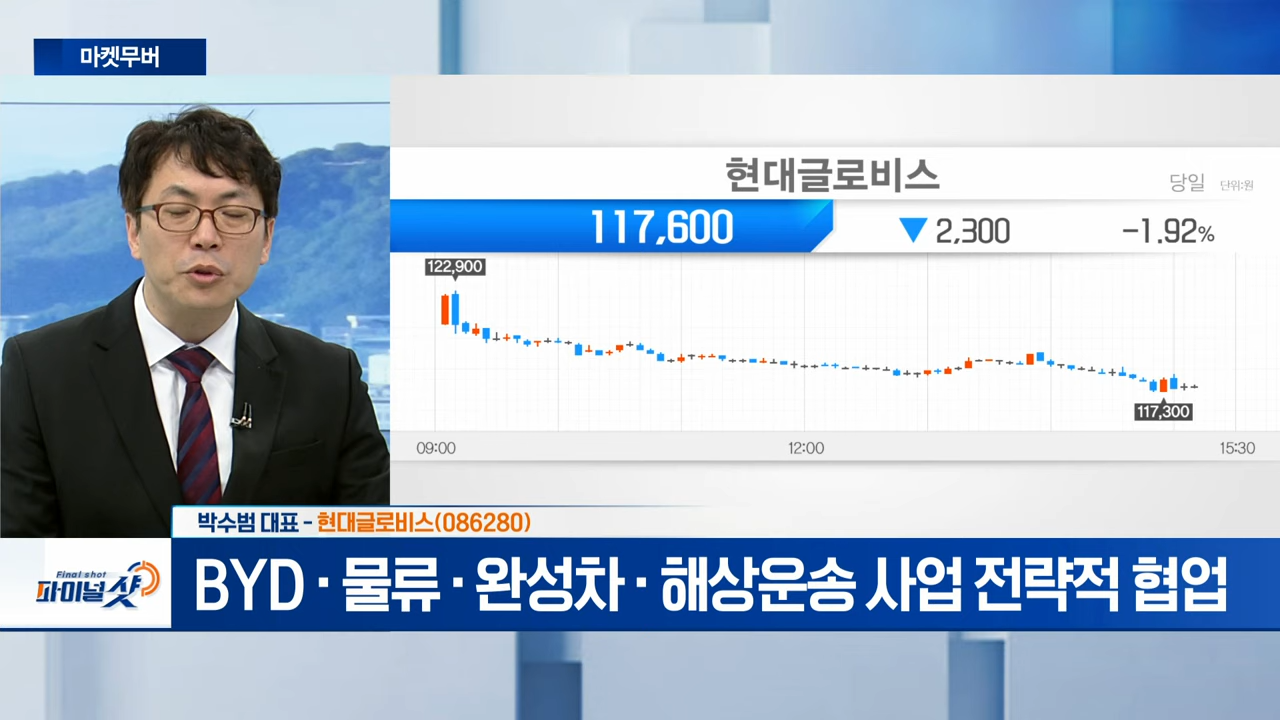 마켓무버
현대글로비스
당일 단위:원
117,600 ▼ 2,300 -1.92%
122,900
117,300
09:00 12:00 15:30
박수범 대표 - 현대글로비스(086280)
Final shot
파이널샷
BYD·물류·완성차·해상운송 사업 전략적 협업